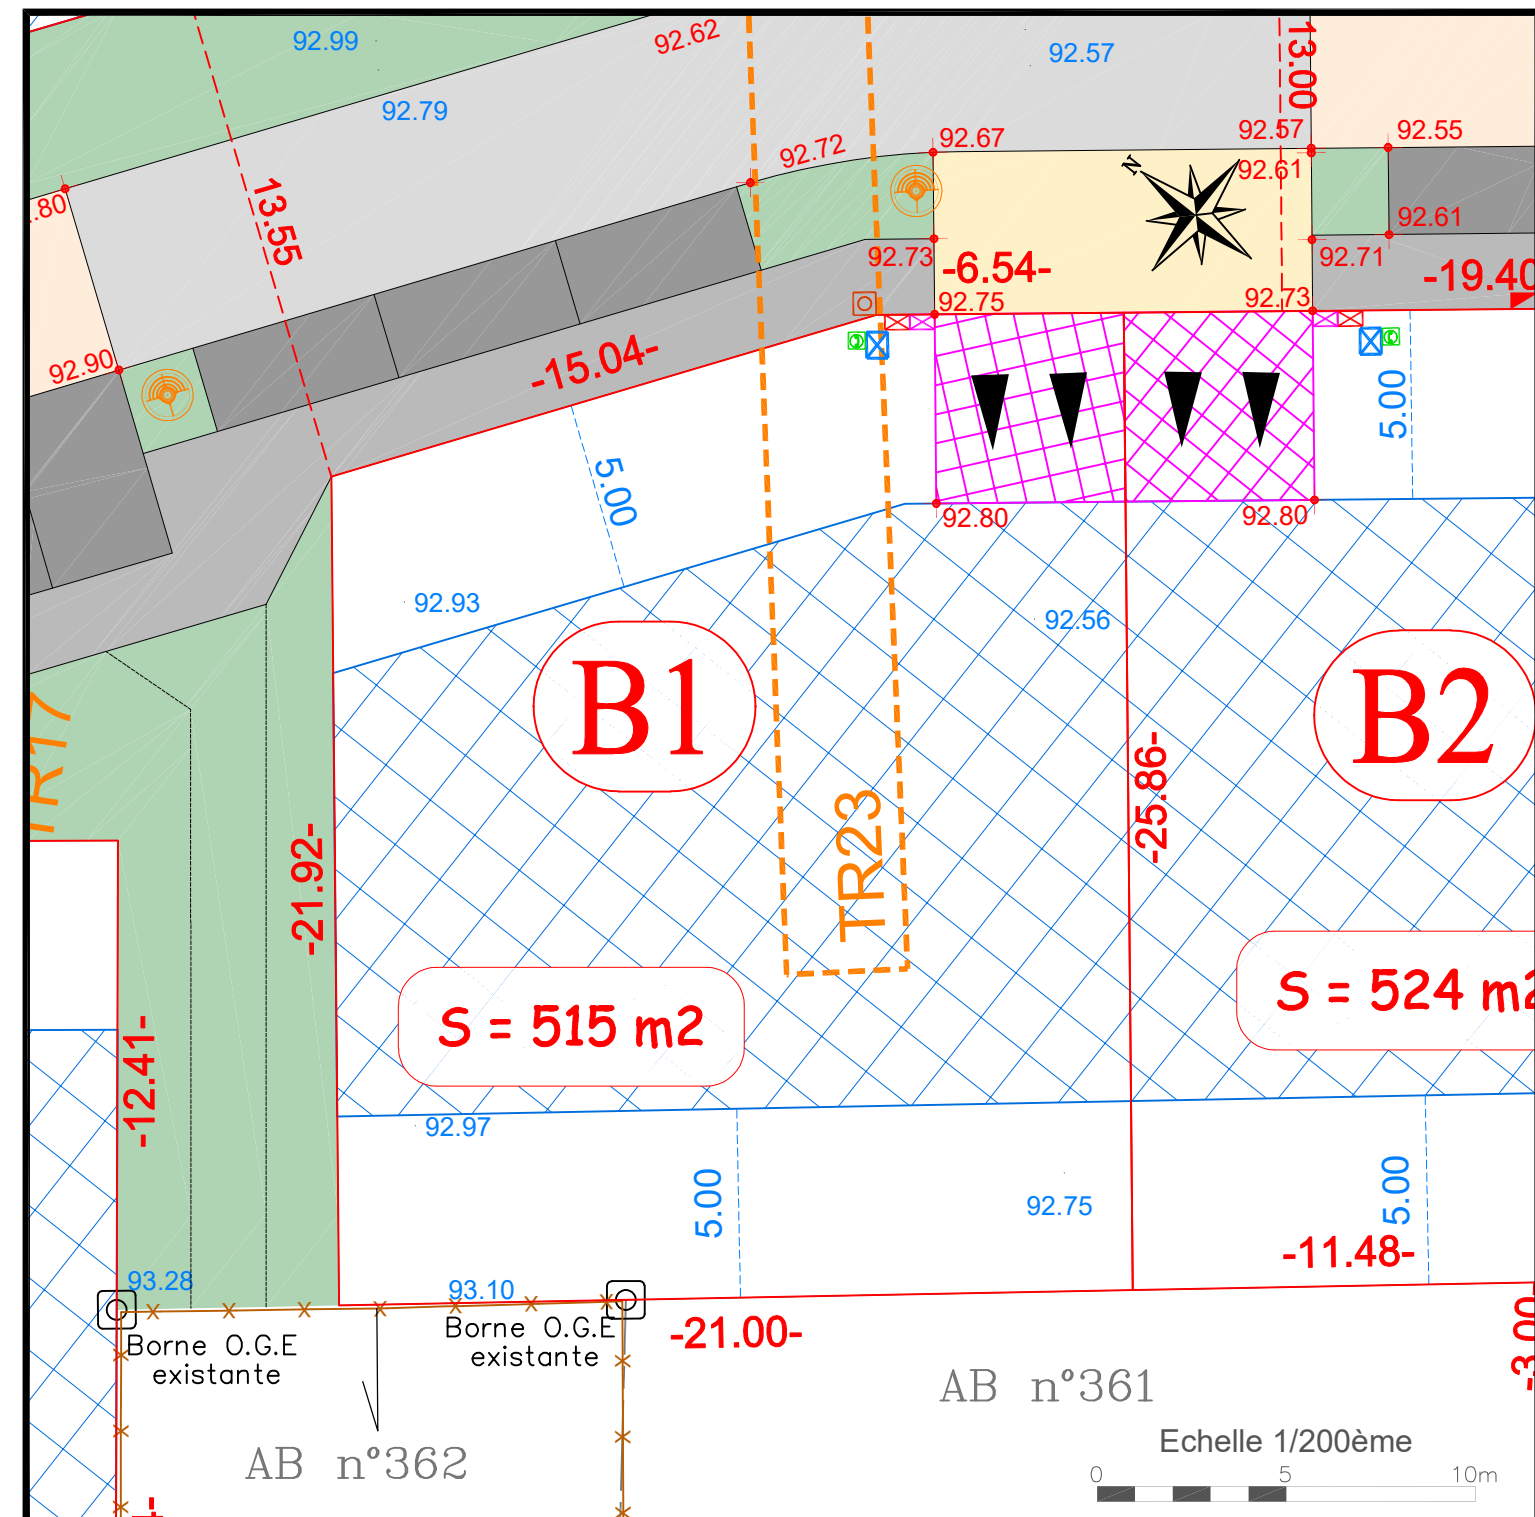 92.99
92.62
92.57
13.00
92.79
92.72
92.67
92.57
92.55
92.61
.80
13.55
92.61
92.73
-6.54-
92.71
-19.40
92.75
92.73
92.90
-15.04-
5.00
5.00
92.80
92.80
92.93
92.56
B1
B2
TR17
-25.86-
TR23
-21.92-
S = 515 m2
S = 524 m2
-12.41-
92.97
5.00
92.75
5.00
-11.48-
93.28
93.10
Borne O.G.E
existante
Borne O.G.E
existante
-21.00-
-3.00-
AB n°361
AB n°362
Echelle 1/200ème
0 5 10m
N